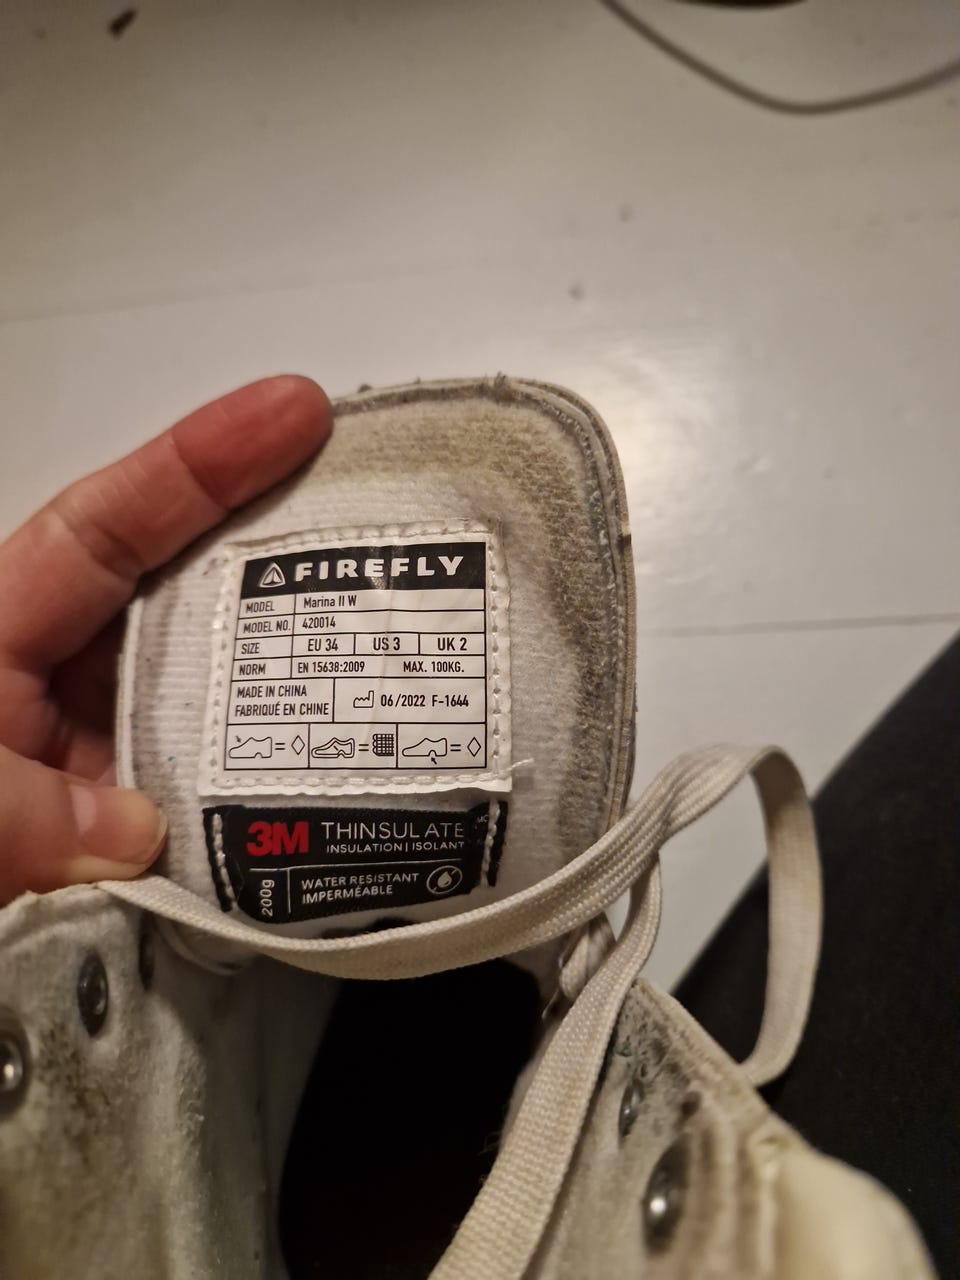 FIREFLY
MODEL Marina II W
MODEL NO. 420014
SIZE EU 34 US 3 UK 2
NORM EN 15638:2009 MAX. 100KG.
MADE IN CHINA
FABRIQUÉ EN CHINE
06/2022 F-1644
3M THINSULATE
INSULATION | ISOLANT
200g
WATER RESISTANT
IMPERMÉABLE